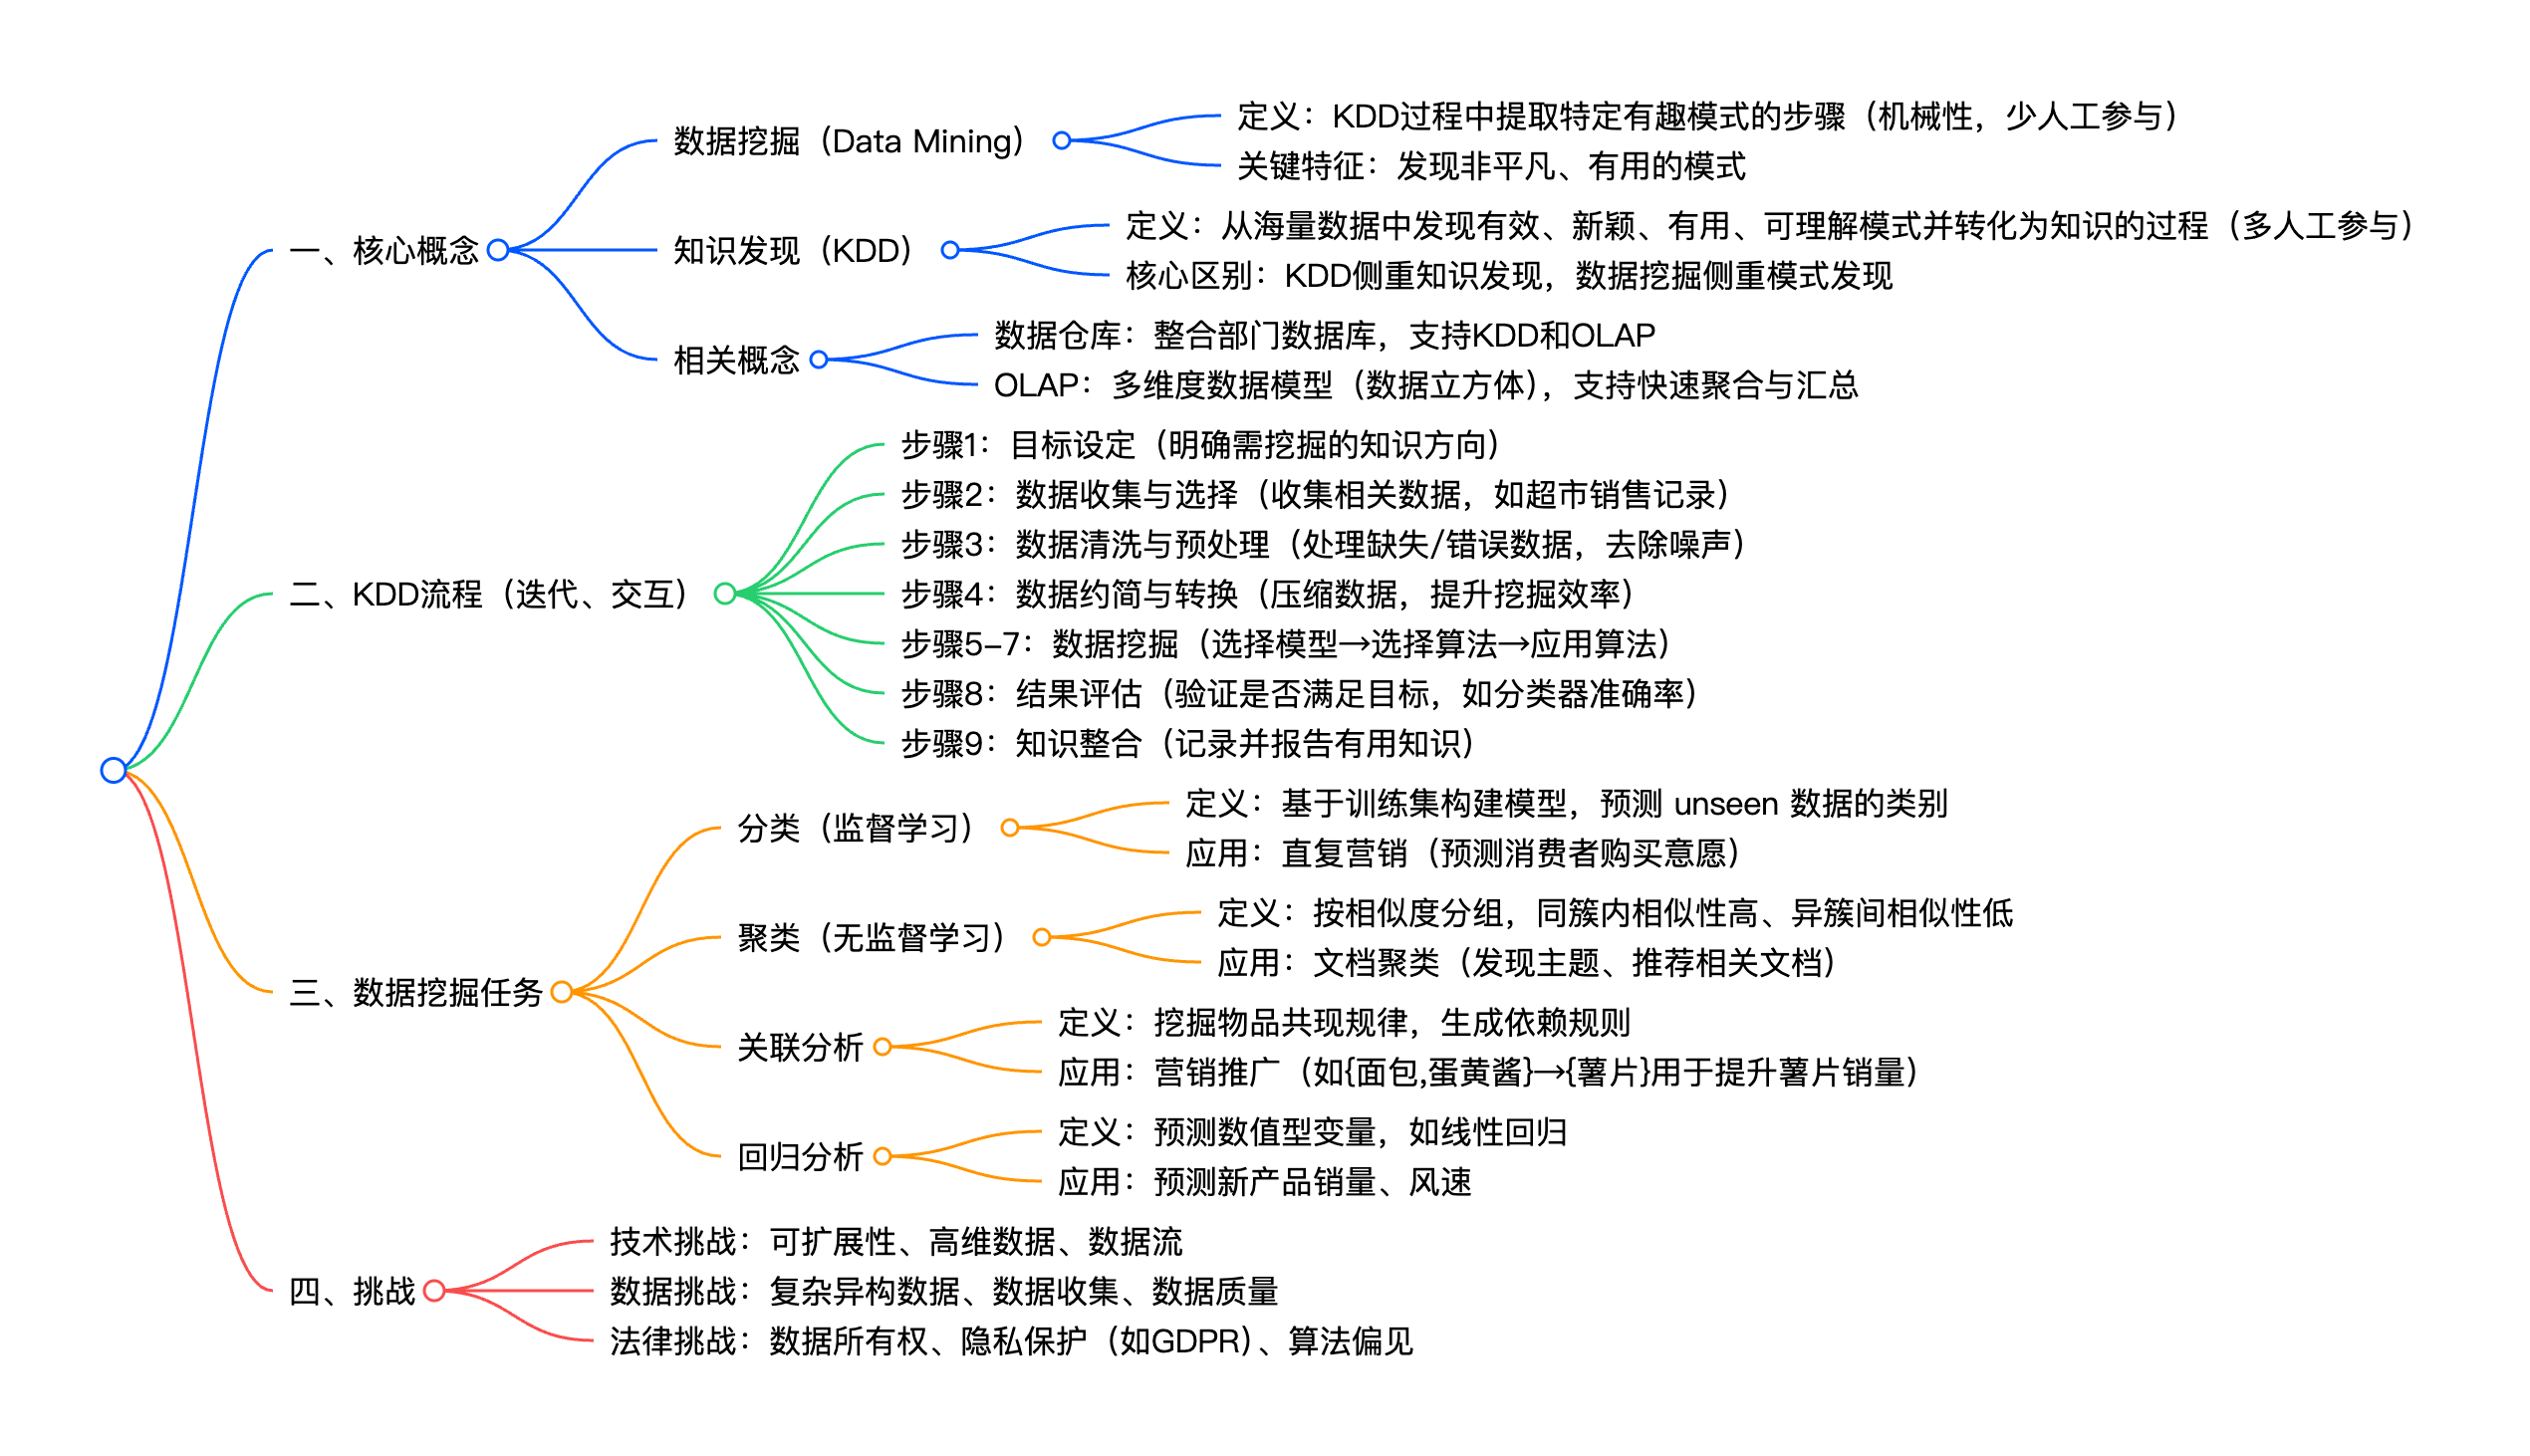 一、核心概念
数据挖掘（Data Mining）
定义：KDD过程中提取特定有趣模式的步骤（机械性，少人工参与）
关键特征：发现非平凡、有用的模式
知识发现（KDD）
定义：从海量数据中发现有效、新颖、有用、可理解模式并转化为知识的过程（多人工参与）
核心区别：KDD侧重知识发现，数据挖掘侧重模式发现
相关概念
数据仓库：整合部门数据库，支持KDD和OLAP
OLAP：多维度数据模型（数据立方体），支持快速聚合与汇总
二、KDD流程（迭代、交互）
步骤1：目标设定（明确需挖掘的知识方向）
步骤2：数据收集与选择（收集相关数据，如超市销售记录）
步骤3：数据清洗与预处理（处理缺失/错误数据，去除噪声）
步骤4：数据约简与转换（压缩数据，提升挖掘效率）
步骤5–7：数据挖掘（选择模型→选择算法→应用算法）
步骤8：结果评估（验证是否满足目标，如分类器准确率）
步骤9：知识整合（记录并报告有用知识）
三、数据挖掘任务
分类（监督学习）
定义：基于训练集构建模型，预测 unseen 数据的类别
应用：直复营销（预测消费者购买意愿）
聚类（无监督学习）
定义：按相似度分组，同簇内相似性高、异簇间相似性低
应用：文档聚类（发现主题、推荐相关文档）
关联分析
定义：挖掘物品共现规律，生成依赖规则
应用：营销推广（如{面包,蛋黄酱}→{薯片}用于提升薯片销量）
回归分析
定义：预测数值型变量，如线性回归
应用：预测新产品销量、风速
四、挑战
技术挑战：可扩展性、高维数据、数据流
数据挑战：复杂异构数据、数据收集、数据质量
法律挑战：数据所有权、隐私保护（如GDPR）、算法偏见